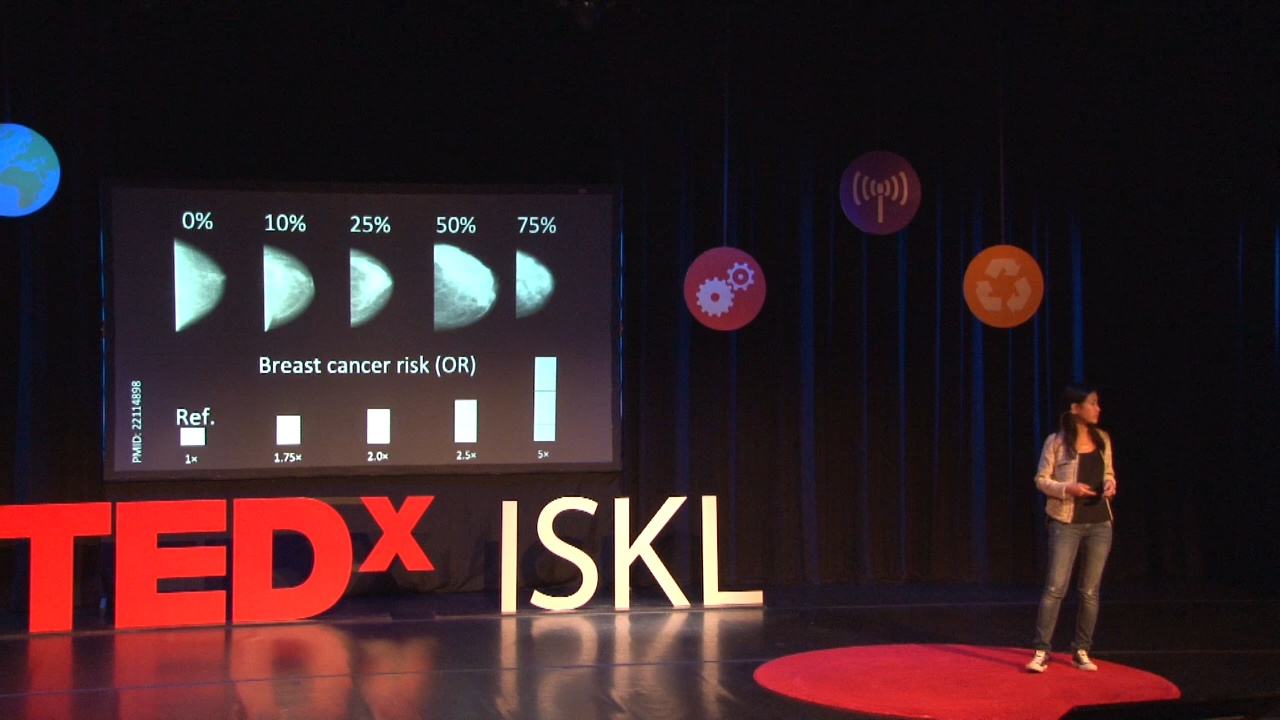 0% 10% 25% 50% 75%
Breast cancer risk (OR)
Ref.
1× 1.75× 2.0× 2.5× 5×
PMID: 22114898
TEDx ISKL